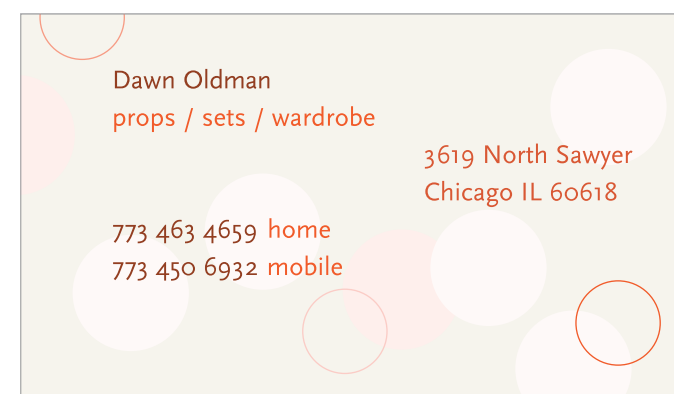 Dawn Oldman
props / sets / wardrobe
3619 North Sawyer
Chicago IL 60618
773 463 4659 home
773 450 6932 mobile